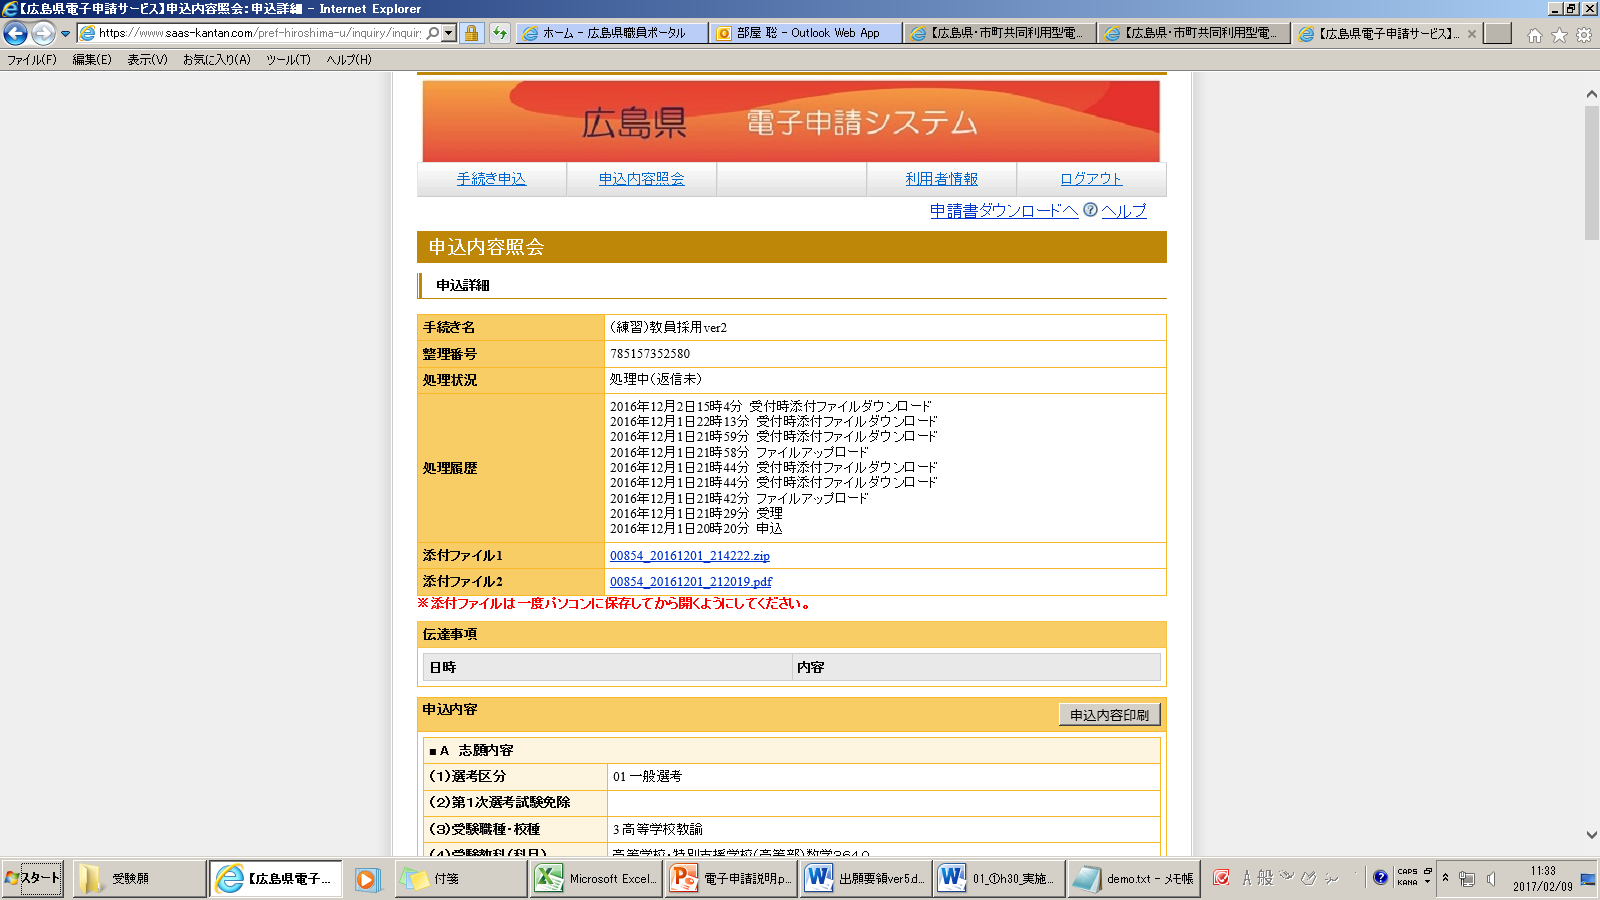 【広島県電子申請サービス】申込内容照会：申込詳細 - Internet Explorer
https://www.saas-kantan.com/pref-hiroshima-u/inquiry/inquir
ホーム - 広島県職員ポータル
部屋 聡 - Outlook Web App
【広島県・市町共同利用型電...
【広島県・市町共同利用型電...
【広島県電子申請サービス】...
ファイル(F) 編集(E) 表示(V) お気に入り(A) ツール(T) ヘルプ(H)
広島県 電子申請システム
手続き申込 申込内容照会 利用者情報 ログアウト
申請書ダウンロードへ ヘルプ
申込内容照会
申込詳細
手続き名 （練習）教員採用ver2
整理番号 785157352580
処理状況 処理中（返信未）
処理履歴
2016年12月2日15時4分 受付時添付ファイルダウンロード
2016年12月1日22時13分 受付時添付ファイルダウンロード
2016年12月1日21時59分 受付時添付ファイルダウンロード
2016年12月1日21時58分 ファイルアップロード
2016年12月1日21時44分 受付時添付ファイルダウンロード
2016年12月1日21時44分 受付時添付ファイルダウンロード
2016年12月1日21時42分 ファイルアップロード
2016年12月1日21時29分 受理
2016年12月1日20時20分 申込
添付ファイル1 00854_20161201_214222.zip
添付ファイル2 00854_20161201_212019.pdf
※添付ファイルは一度パソコンに保存してから開くようにしてください。
伝達事項
日時 内容
申込内容 申込内容印刷
■A 志願内容
（1）選考区分 01 一般選考
（2）第1次選考試験免除
（3）受験職種・校種 3 高等学校教諭
（4）受験教科（科目） 高等学校・特別支援学校（高等部）数学3610
スタート 受験願 【広島県電子... 付箋 Microsoft Excel... 電子申請説明p... 出願要領ver5.d... 01_①h30_実施... demo.txt - メモ帳
A 般 CAPS KANA 11:33
2017/02/09